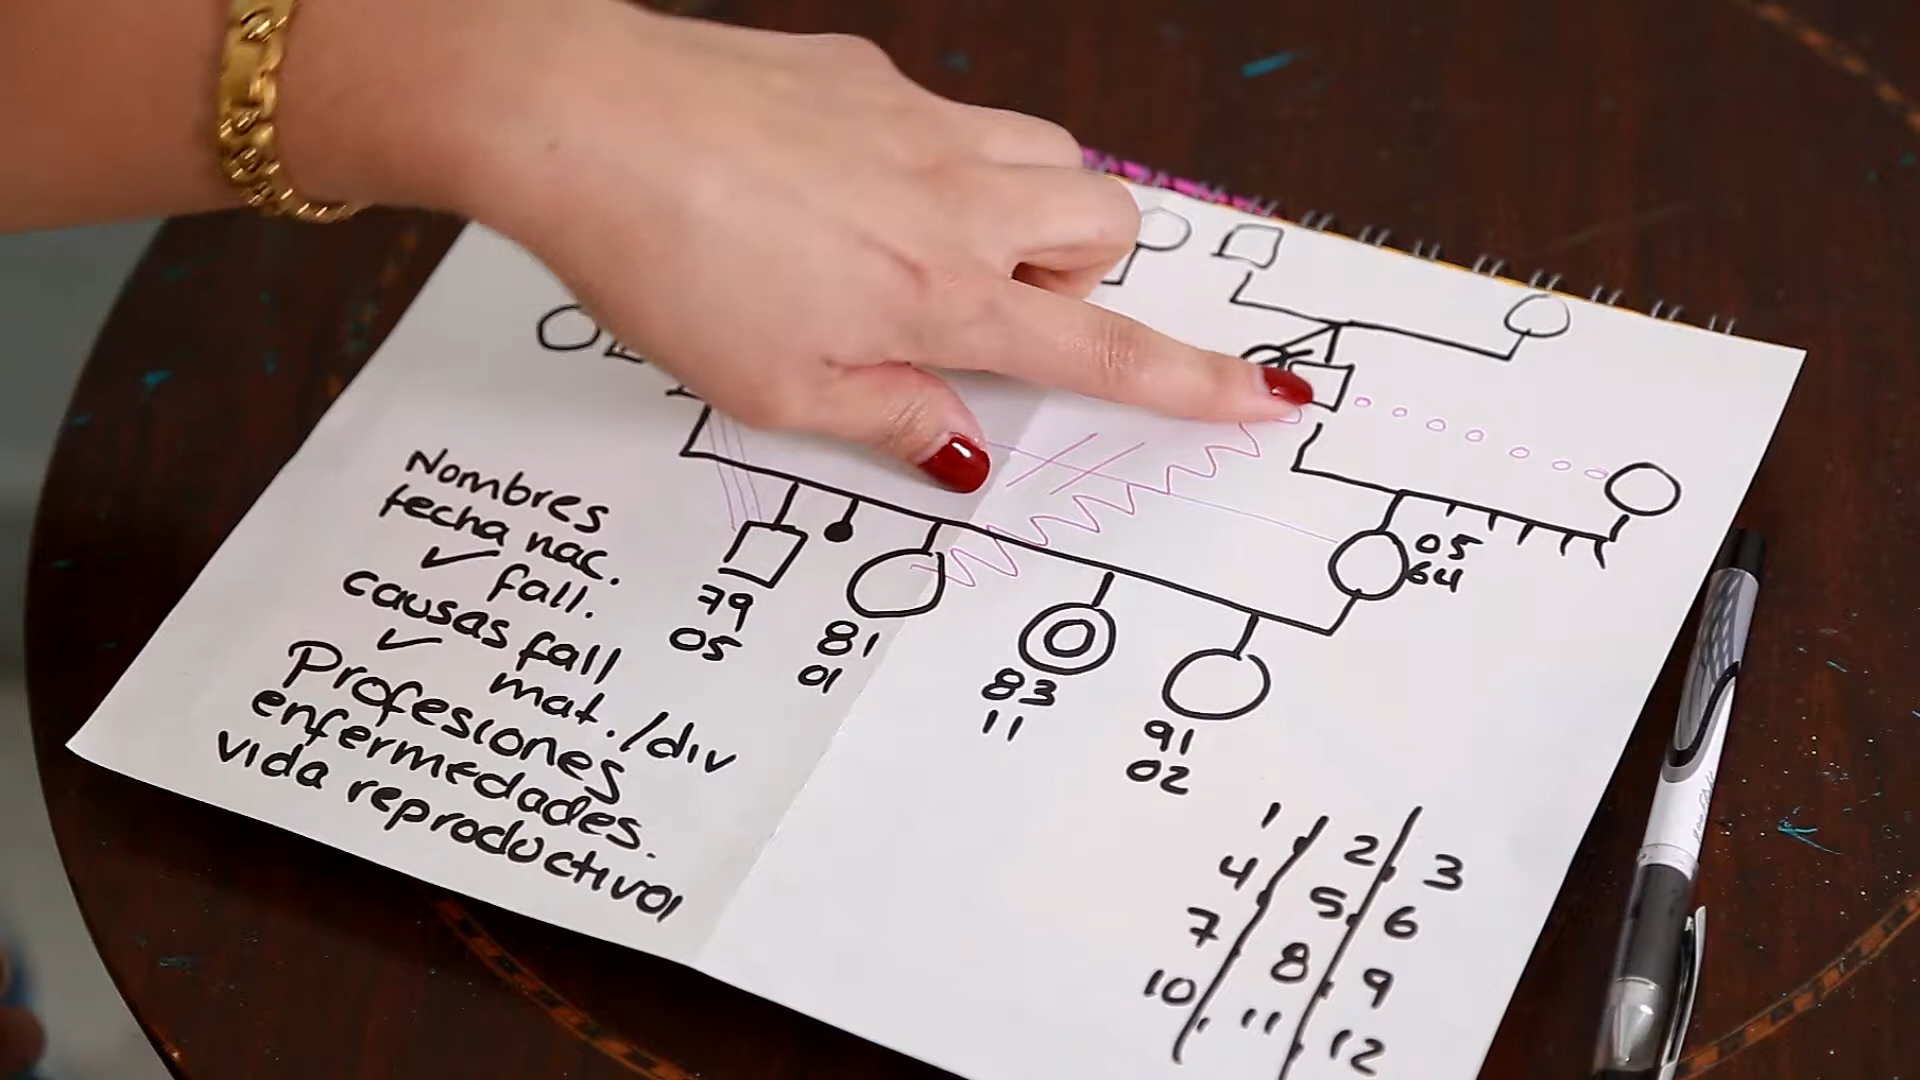 Nombres
fecha nac.
✓ fall.
causas fall
✓ mat./div
Profesiones
enfermedades.
vida reproductiva
79
05
81
01
83
11
91
02
05
64
1 2 3
4 5 6
7 8 9
10 11 12